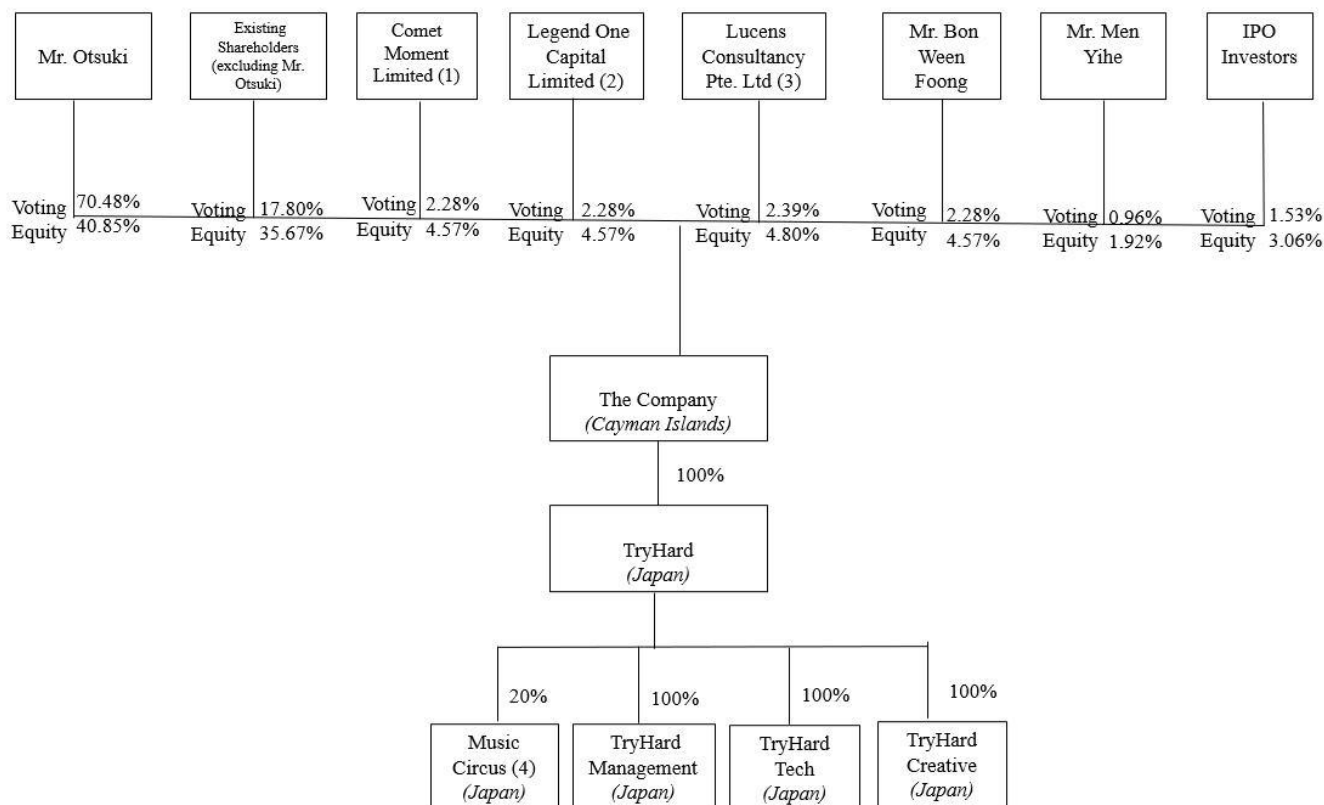 Mr. Otsuki
Existing
Shareholders
(excluding Mr.
Otsuki)
Comet
Moment
Limited (1)
Legend One
Capital
Limited (2)
Lucens
Consultancy
Pte. Ltd (3)
Mr. Bon
Ween
Foong
Mr. Men
Yihe
IPO
Investors
Voting 70.48%
Equity 40.85%
Voting 17.80%
Equity 35.67%
Voting 2.28%
Equity 4.57%
Voting 2.28%
Equity 4.57%
Voting 2.39%
Equity 4.80%
Voting 2.28%
Equity 4.57%
Voting 0.96%
Equity 1.92%
Voting 1.53%
Equity 3.06%
The Company
(Cayman Islands)
100%
TryHard
(Japan)
20%
100%
100%
100%
Music
Circus (4)
(Japan)
TryHard
Management
(Japan)
TryHard
Tech
(Japan)
TryHard
Creative
(Japan)